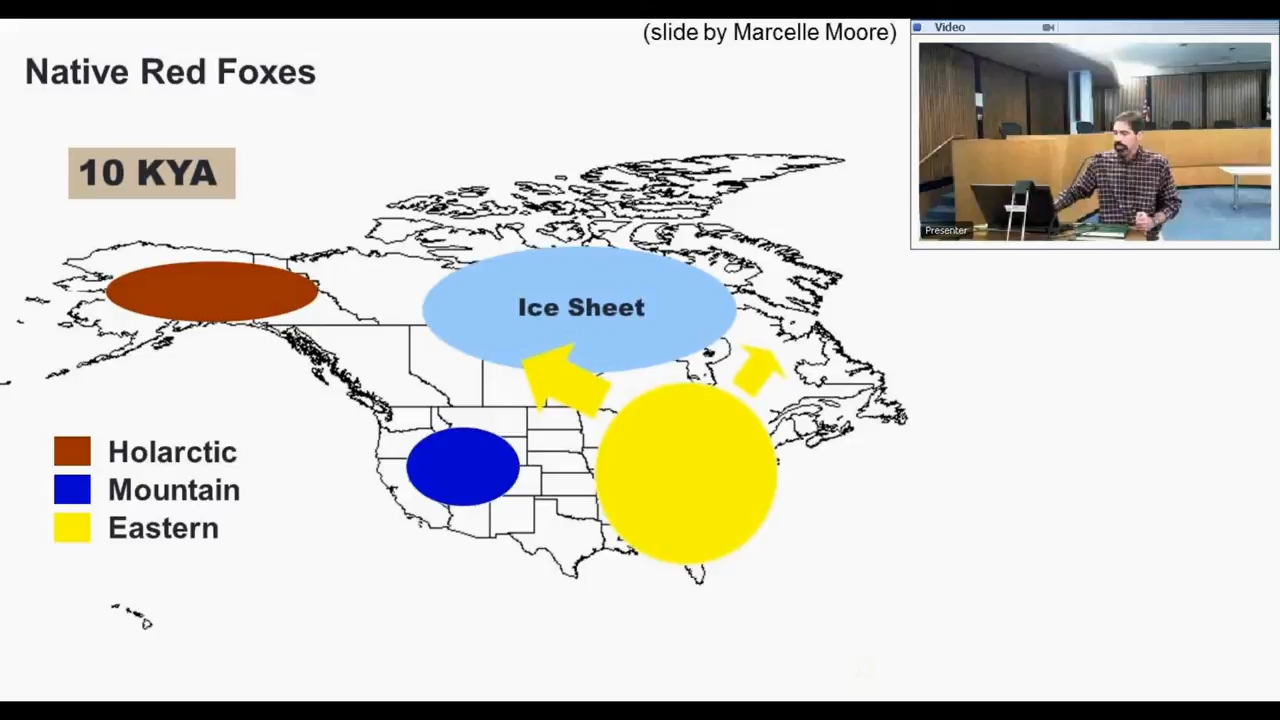 (slide by Marcelle Moore)
Video
Native Red Foxes
10 KYA
Presenter
Ice Sheet
Holarctic
Mountain
Eastern